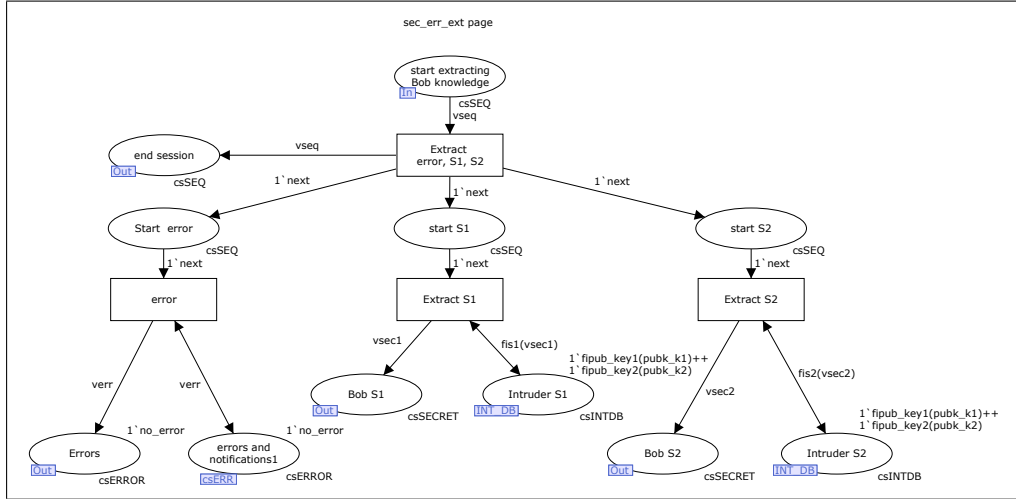 sec_err_ext page
start extracting
Bob knowledge
In
csSEQ
vseq
Extract
error, S1, S2
vseq
end session
Out
csSEQ
1`next
1`next
1`next
Start  error
csSEQ
start S1
csSEQ
start S2
csSEQ
1`next
1`next
1`next
error
Extract S1
Extract S2
vsec1
fis1(vsec1)
1`fipub_key1(pubk_k1)++
1`fipub_key2(pubk_k2)
fis2(vsec2)
verr
verr
vsec2
Bob S1
Out
csSECRET
Intruder S1
INT_DB
csINTDB
1`fipub_key1(pubk_k1)++
1`fipub_key2(pubk_k2)
1`no_error
1`no_error
Errors
Out
csERROR
errors and
notifications1
csERR
csERROR
Bob S2
Out
csSECRET
Intruder S2
INT_DB
csINTDB